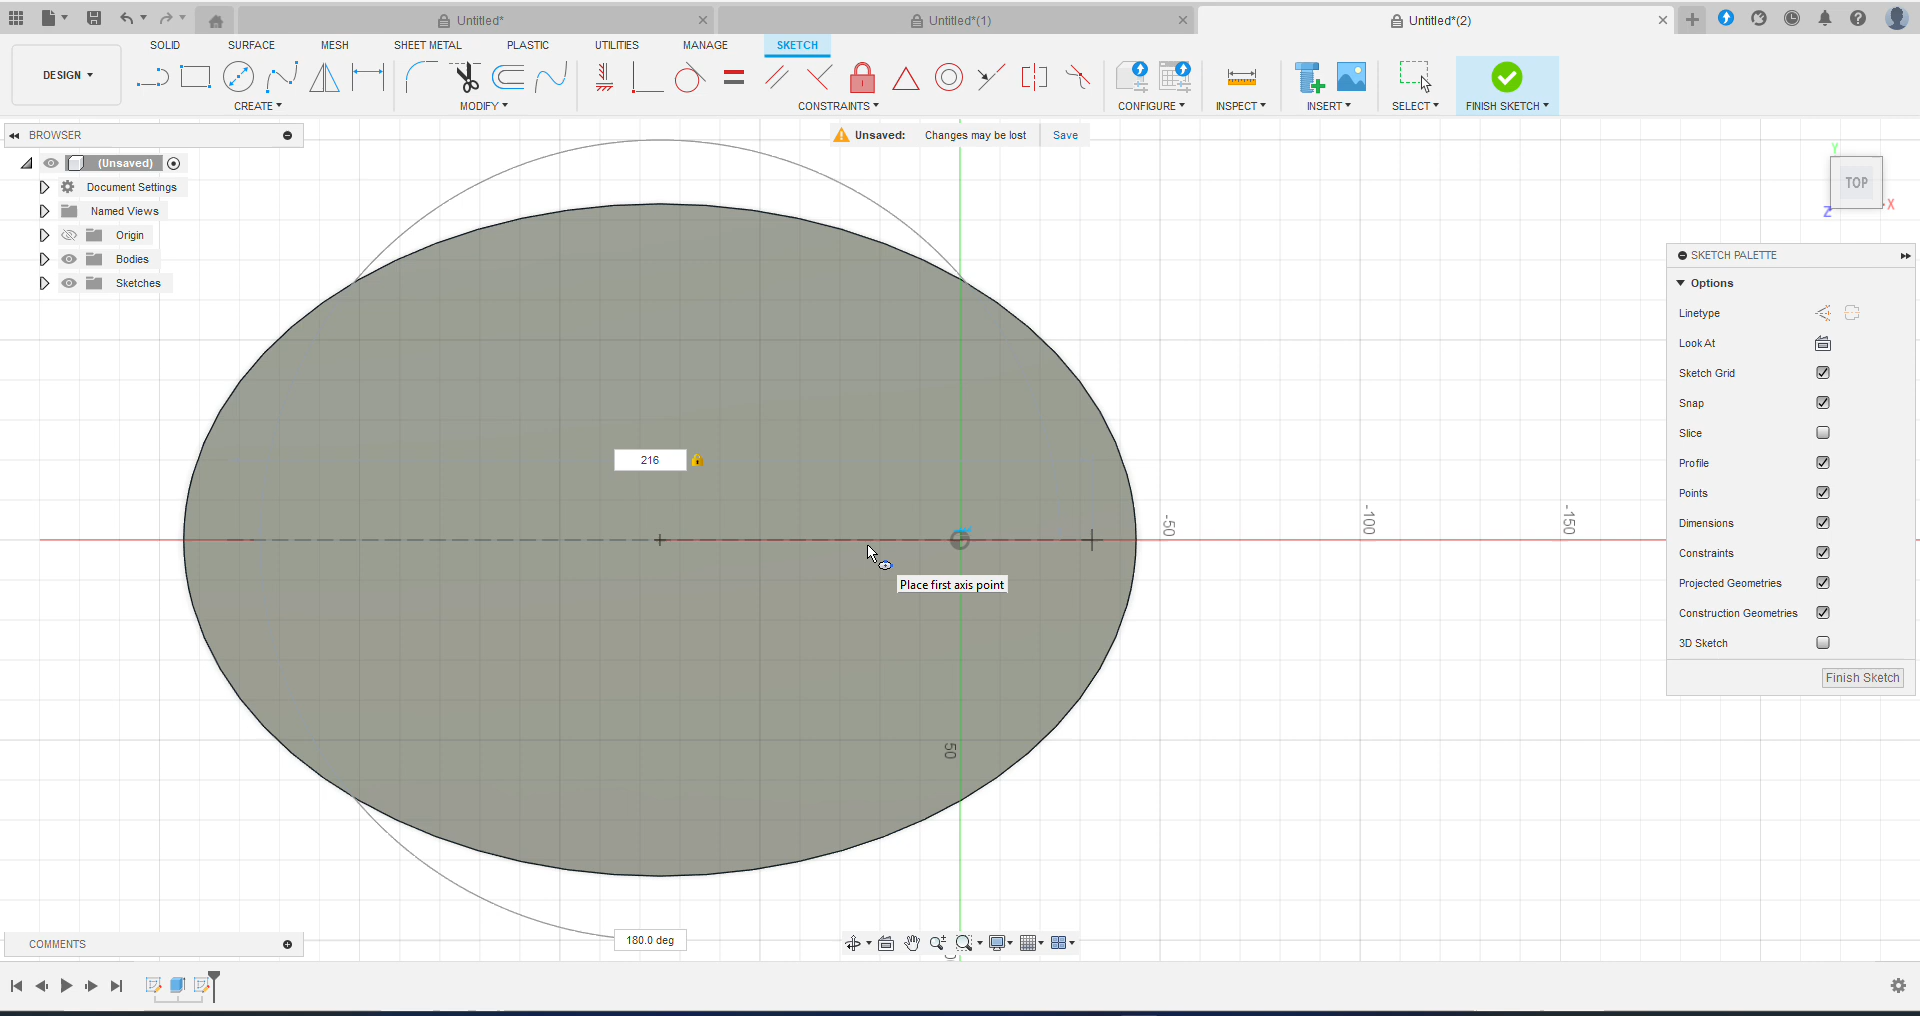 Untitled*
Untitled*(1)
Untitled*(2)
DESIGN
SOLID
SURFACE
MESH
SHEET METAL
PLASTIC
UTILITIES
MANAGE
SKETCH
CREATE
MODIFY
CONSTRAINTS
CONFIGURE
INSPECT
INSERT
SELECT
FINISH SKETCH
BROWSER
Unsaved: Changes may be lost Save
(Unsaved)
Document Settings
Named Views
Origin
Bodies
Sketches
Y
TOP
Z
X
SKETCH PALETTE
Options
Linetype
Look At
Sketch Grid
Snap
Slice
Profile
Points
Dimensions
Constraints
Projected Geometries
Construction Geometries
3D Sketch
Finish Sketch
216
-50
-100
-150
Place first axis point
50
180.0 deg
COMMENTS